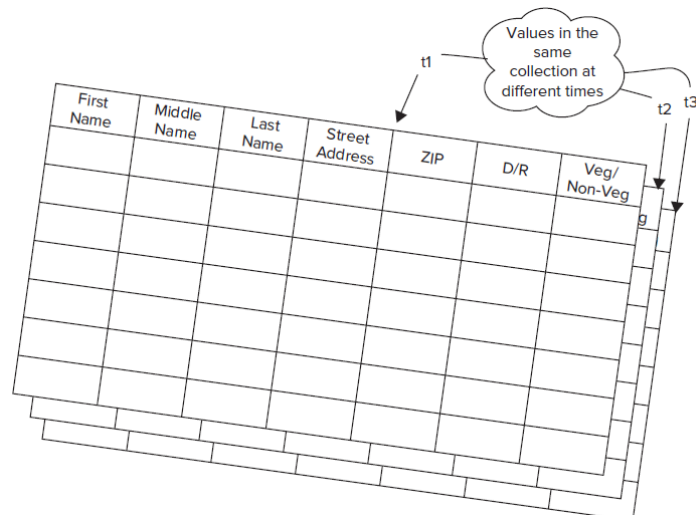 Values in the
same
collection at
different times
t1
t2
t3
First
Name
Middle
Name
Last
Name
Street
Address
ZIP
D/R
Veg/
Non-Veg
g